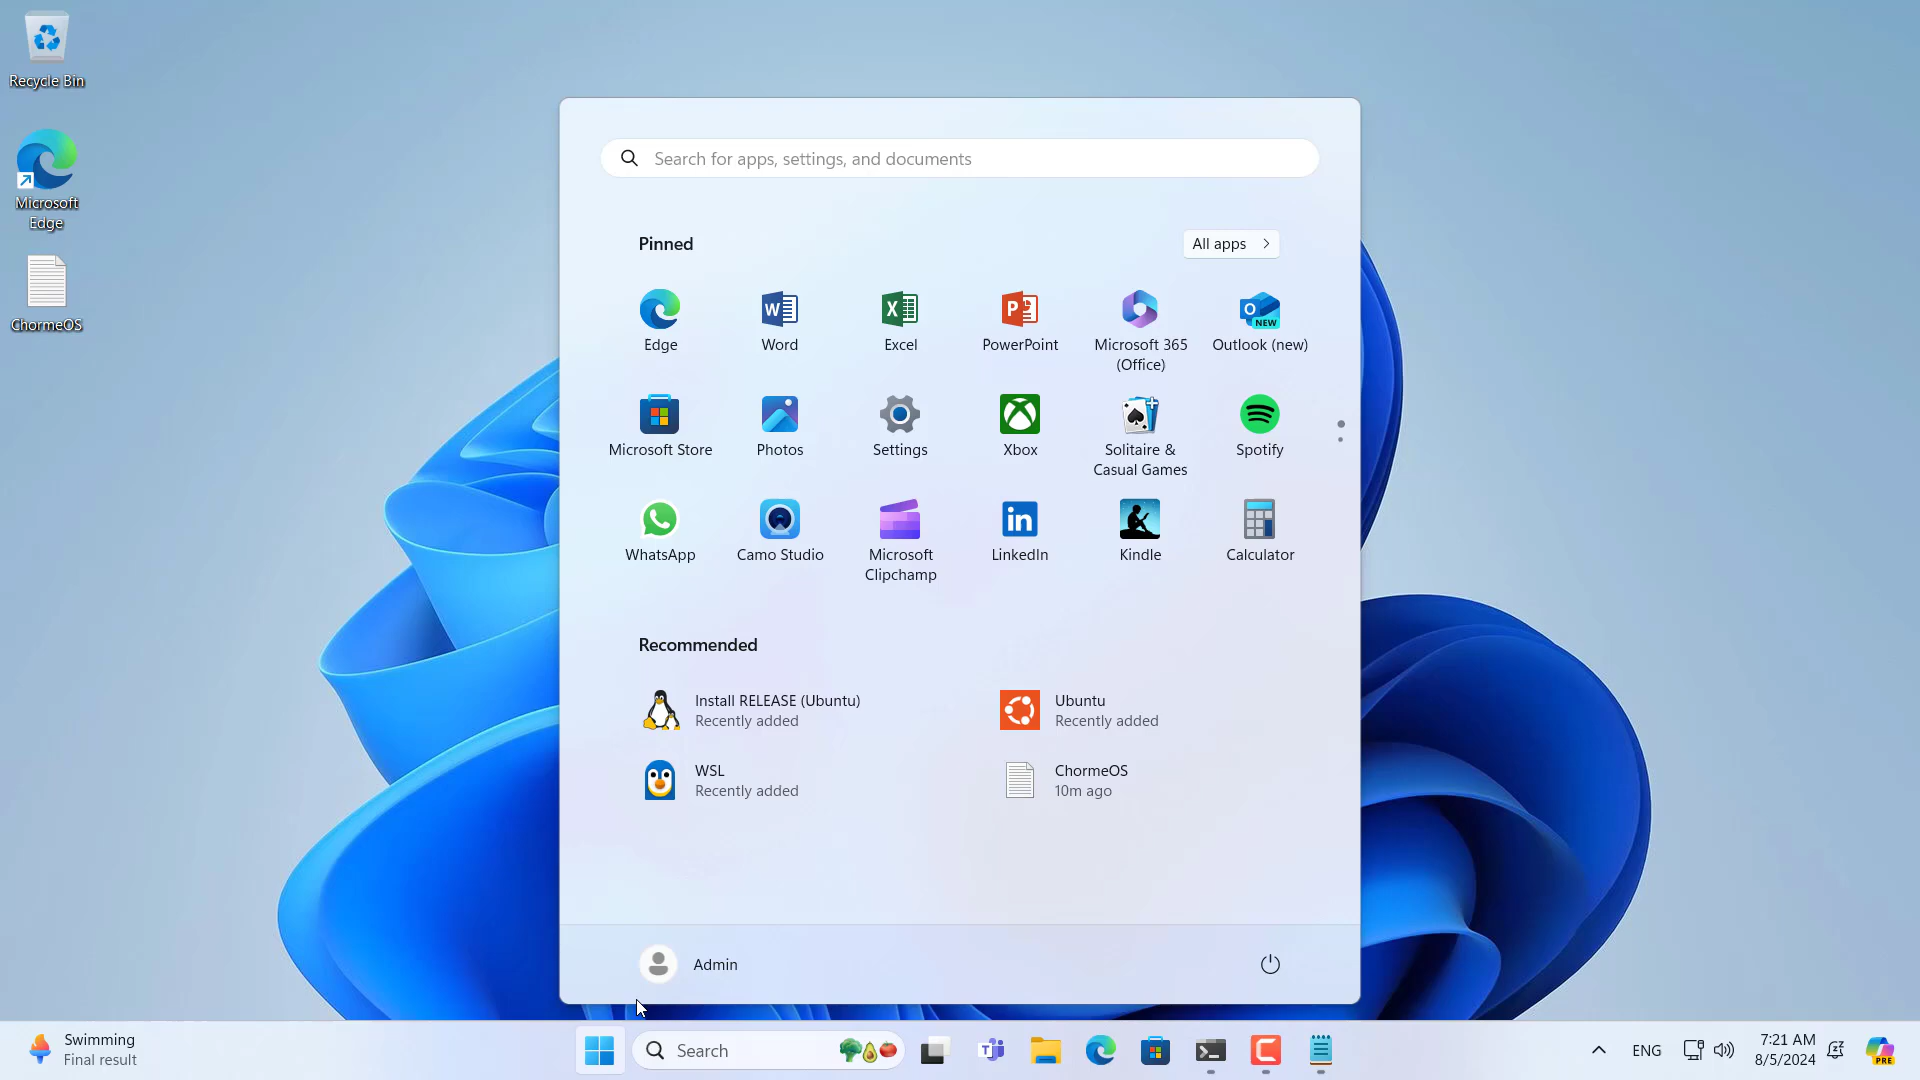 Recycle Bin
Microsoft
Edge
ChormeOS
Search for apps, settings, and documents
Pinned
All apps
Edge
Word
Excel
PowerPoint
Microsoft 365
(Office)
Outlook (new)
Microsoft Store
Photos
Settings
Xbox
Solitaire &
Casual Games
Spotify
WhatsApp
Camo Studio
Microsoft
Clipchamp
LinkedIn
Kindle
Calculator
Recommended
Install RELEASE (Ubuntu)
Recently added
Ubuntu
Recently added
WSL
Recently added
ChormeOS
10m ago
Admin
Swimming
Final result
Search
ENG
7:21 AM
8/5/2024
PRE